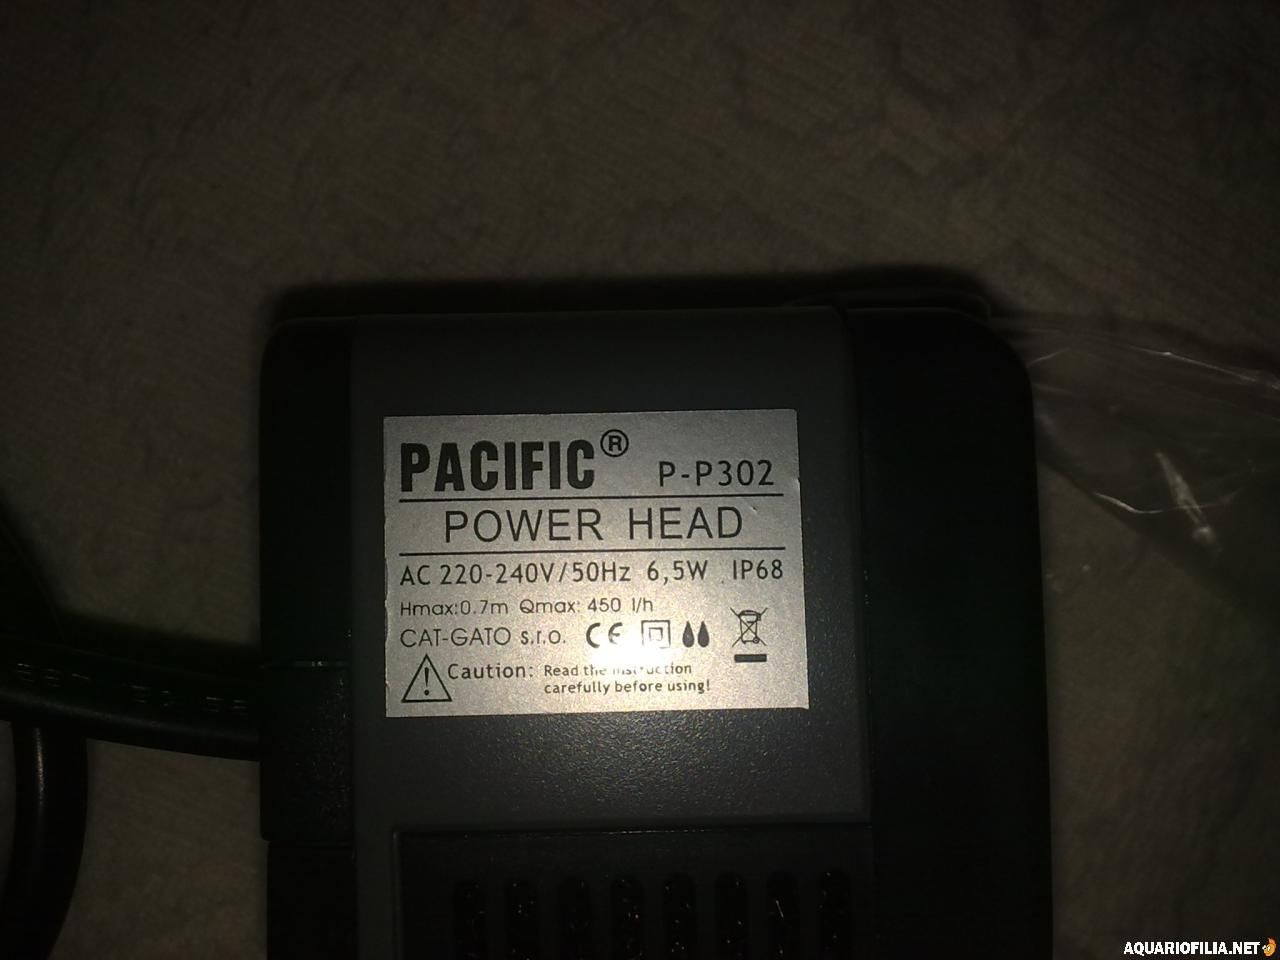 PACIFIC® P-P302
POWER HEAD
AC 220-240V/50Hz 6,5W IP68
Hmax:0.7m Qmax: 450 l/h
CAT-GATO s.r.o. CE
Caution: Read the instruction
carefully before using!
AQUARIOFILIA.NET